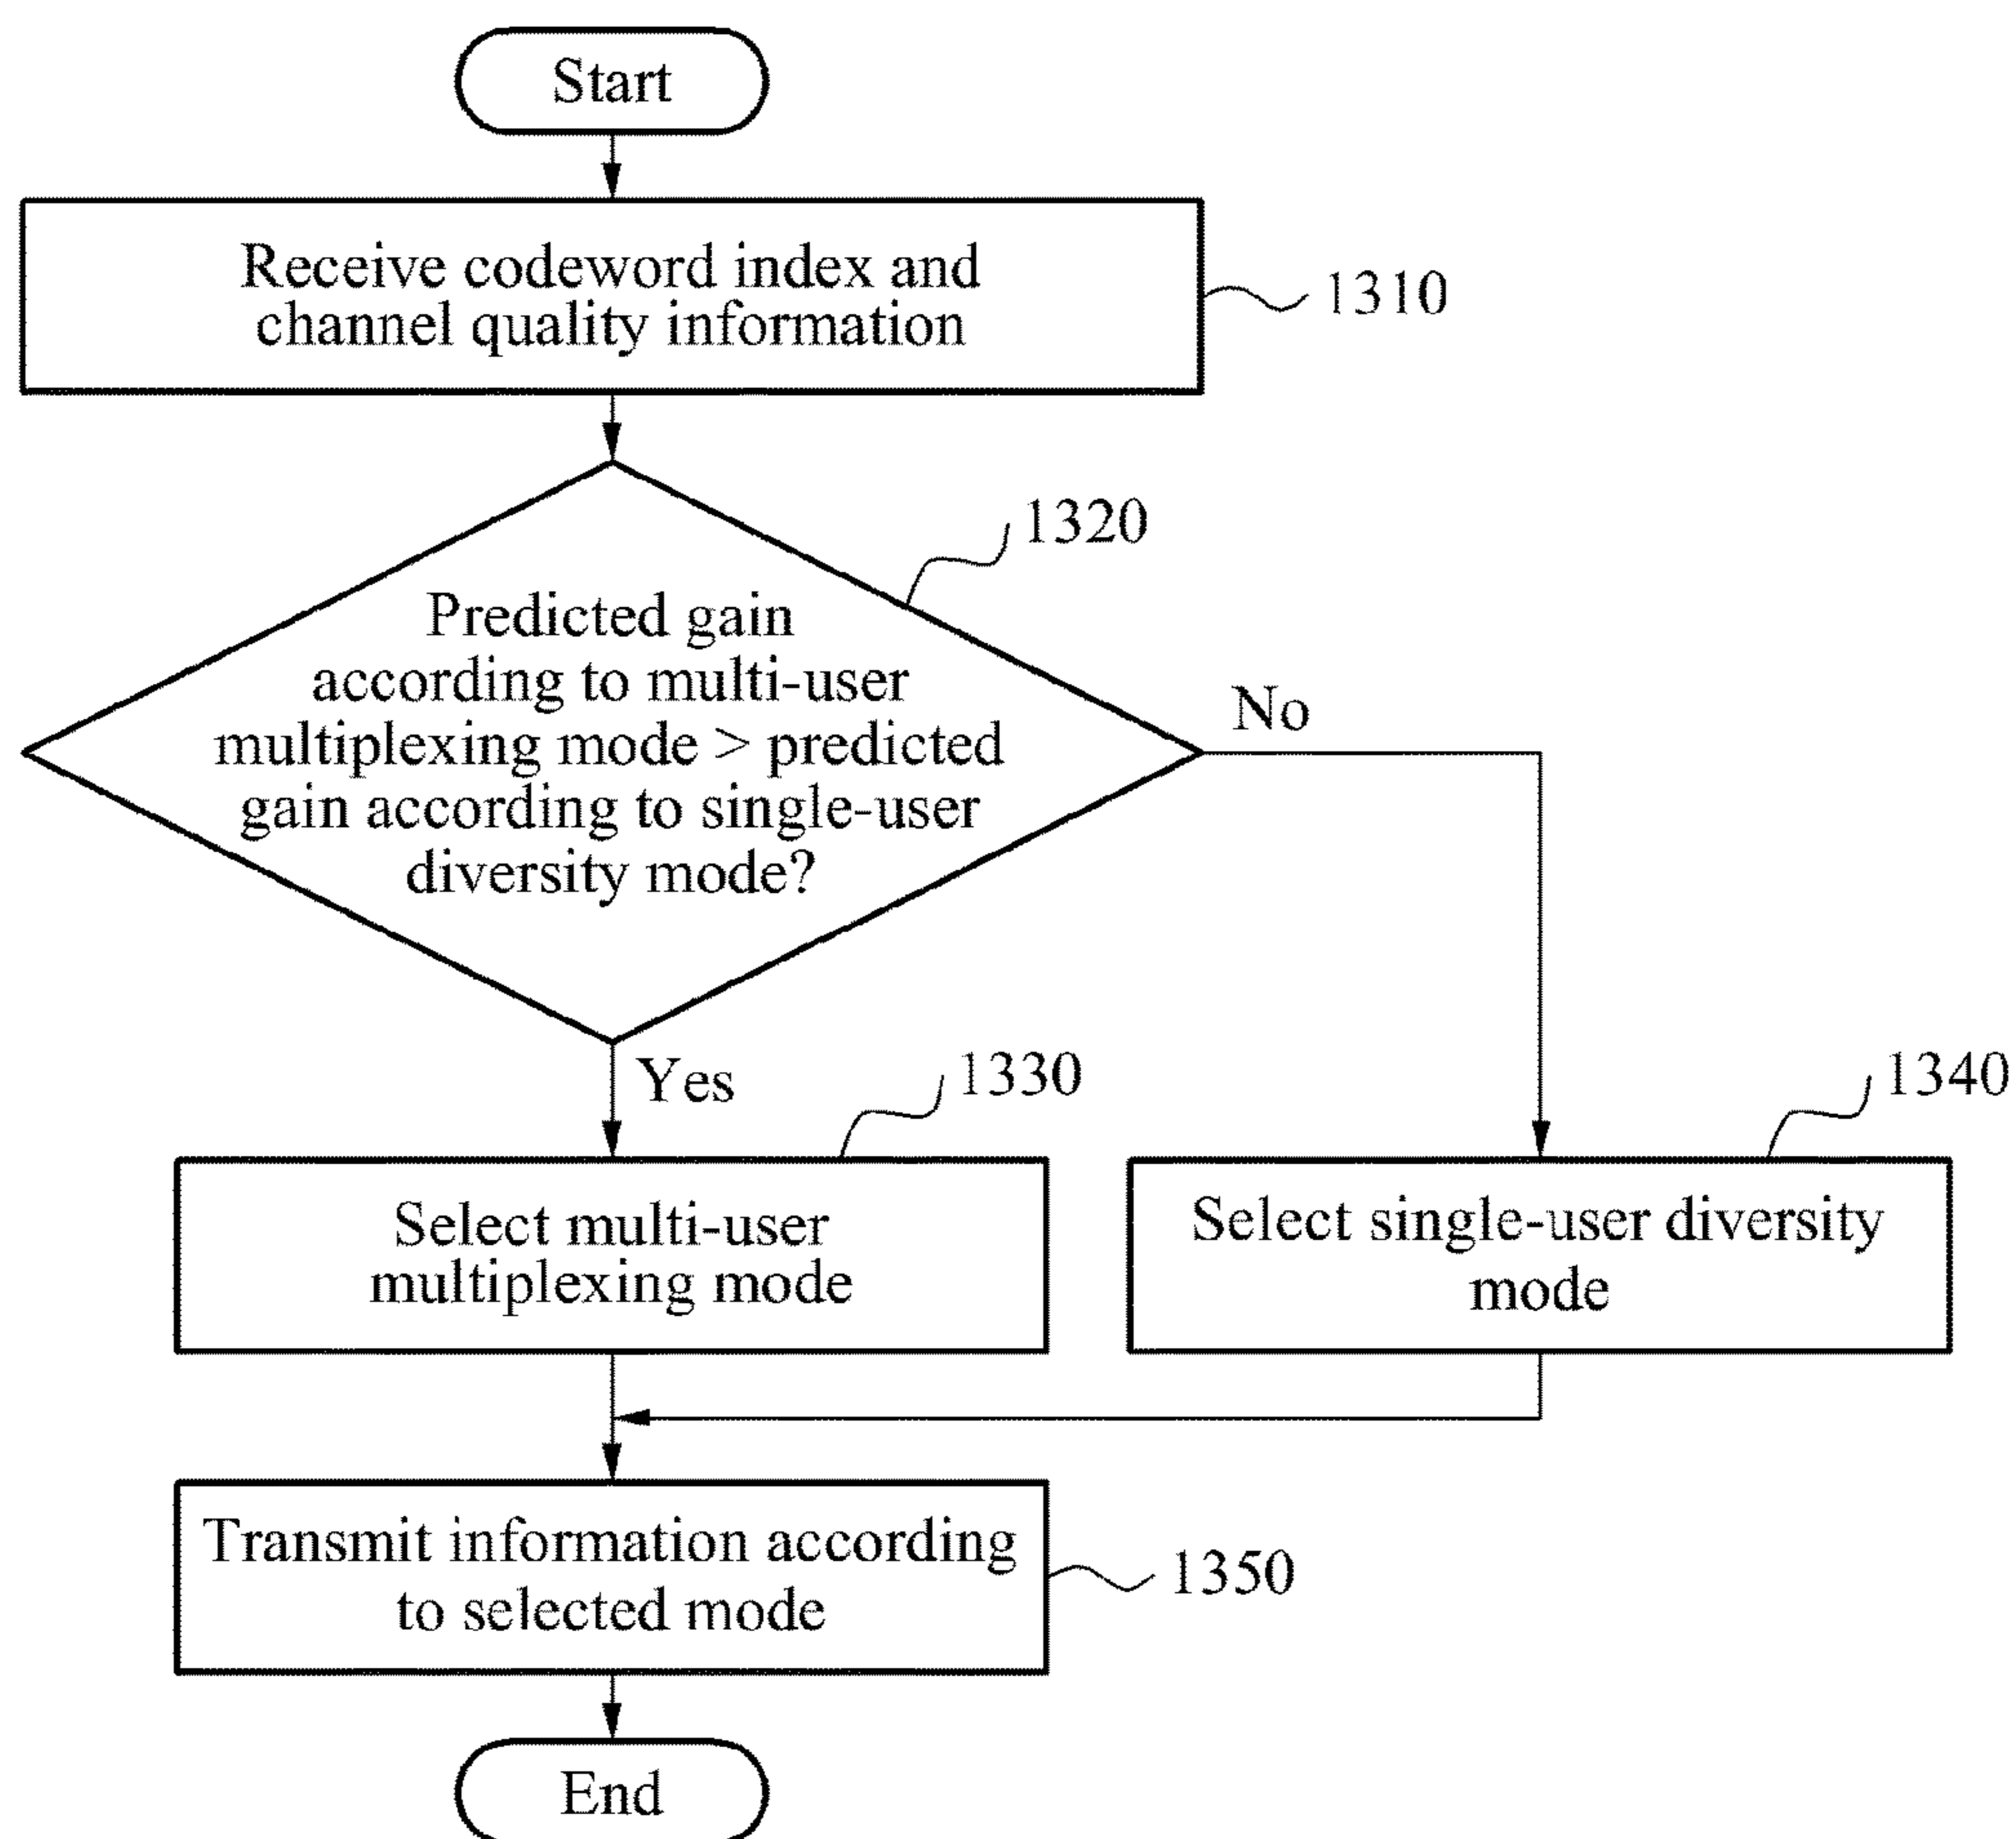 Start
Receive codeword index and
channel quality information
1310
1320
Predicted gain
according to multi-user
multiplexing mode > predicted
gain according to single-user
diversity mode?
No
Yes
1330
1340
Select multi-user
multiplexing mode
Select single-user diversity
mode
Transmit information according
to selected mode
1350
End